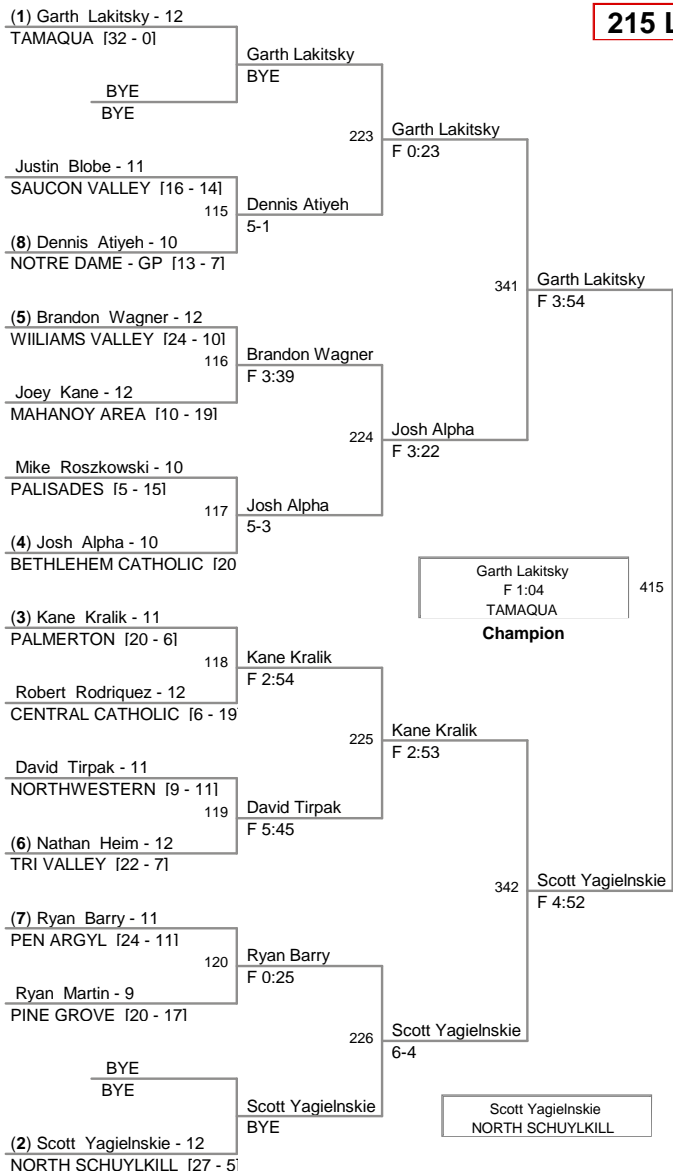 (1) Garth Lakitsky - 12
TAMAQUA [32 - 0]
215 L
Garth Lakitsky
BYE
BYE
BYE
223
Garth Lakitsky
F 0:23
Justin Blobe - 11
SAUCON VALLEY [16 - 14]
115
Dennis Atiyeh
5-1
(8) Dennis Atiyeh - 10
NOTRE DAME - GP [13 - 7]
341
Garth Lakitsky
F 3:54
(5) Brandon Wagner - 12
WIILIAMS VALLEY [24 - 10]
116
Brandon Wagner
F 3:39
Joey Kane - 12
MAHANOY AREA [10 - 19]
224
Josh Alpha
F 3:22
Mike Roszkowski - 10
PALISADES [5 - 15]
117
Josh Alpha
5-3
(4) Josh Alpha - 10
BETHLEHEM CATHOLIC [20
Garth Lakitsky
F 1:04
TAMAQUA
415
Champion
(3) Kane Kralik - 11
PALMERTON [20 - 6]
118
Kane Kralik
F 2:54
Robert Rodriquez - 12
CENTRAL CATHOLIC [6 - 19
225
Kane Kralik
F 2:53
David Tirpak - 11
NORTHWESTERN [9 - 11]
119
David Tirpak
F 5:45
(6) Nathan Heim - 12
TRI VALLEY [22 - 7]
342
Scott Yagielnskie
F 4:52
(7) Ryan Barry - 11
PEN ARGYL [24 - 11]
120
Ryan Barry
F 0:25
Ryan Martin - 9
PINE GROVE [20 - 17]
226
Scott Yagielnskie
6-4
BYE
BYE
Scott Yagielnskie
BYE
Scott Yagielnskie
NORTH SCHUYLKILL
(2) Scott Yagielnskie - 12
NORTH SCHUYLKILL [27 - 5]